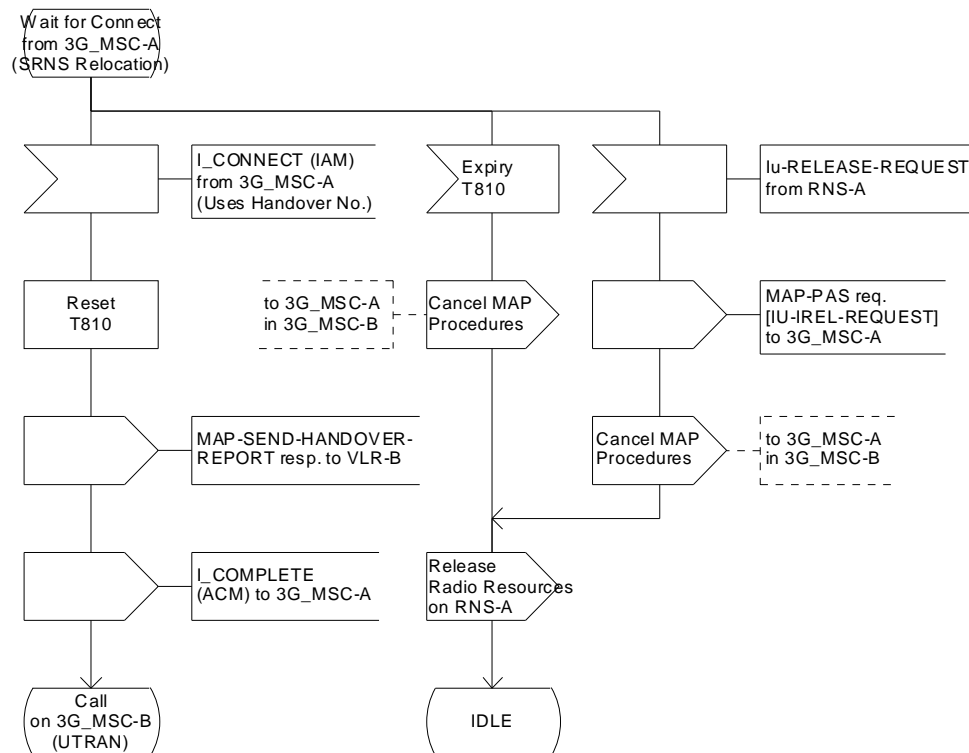 Wait for Connect
from 3G_MSC-A
(SRNS Relocation)
I_CONNECT (IAM)
from 3G_MSC-A
(Uses Handover No.)
Expiry
T810
Iu-RELEASE-REQUEST
from RNS-A
Reset
T810
to 3G_MSC-A
in 3G_MSC-B
Cancel MAP
Procedures
MAP-PAS req.
[IU-IREL-REQUEST]
to 3G_MSC-A
MAP-SEND-HANDOVER-
REPORT resp. to VLR-B
Cancel MAP
Procedures
to 3G_MSC-A
in 3G_MSC-B
I_COMPLETE
(ACM) to 3G_MSC-A
Release
Radio Resources
on RNS-A
Call
on 3G_MSC-B
(UTRAN)
IDLE